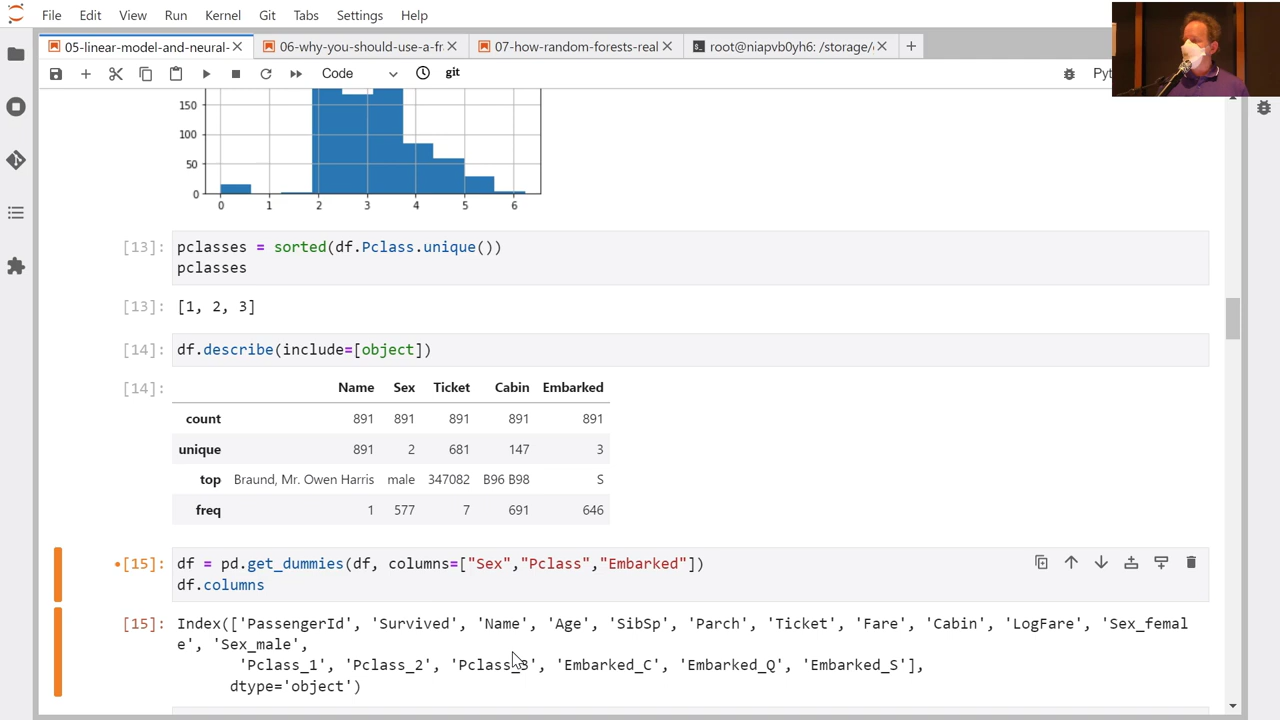 File Edit View Run Kernel Git Tabs Settings Help
05-linear-model-and-neural- 06-why-you-should-use-a-fr 07-how-random-forests-real root@niapvb0yh6: /storage/
Code git
150
100
50
0
0 1 2 3 4 5 6
[13]: pclasses = sorted(df.Pclass.unique())
pclasses
[13]: [1, 2, 3]
[14]: df.describe(include=[object])
[14]: Name Sex Ticket Cabin Embarked
count 891 891 891 891 891
unique 891 2 681 147 3
top Braund, Mr. Owen Harris male 347082 B96 B98 S
freq 1 577 7 691 646
[15]: df = pd.get_dummies(df, columns=["Sex","Pclass","Embarked"])
df.columns
[15]: Index(['PassengerId', 'Survived', 'Name', 'Age', 'SibSp', 'Parch', 'Ticket', 'Fare', 'Cabin', 'LogFare', 'Sex_femal
e', 'Sex_male',
'Pclass_1', 'Pclass_2', 'Pclass_3', 'Embarked_C', 'Embarked_Q', 'Embarked_S'],
dtype='object')